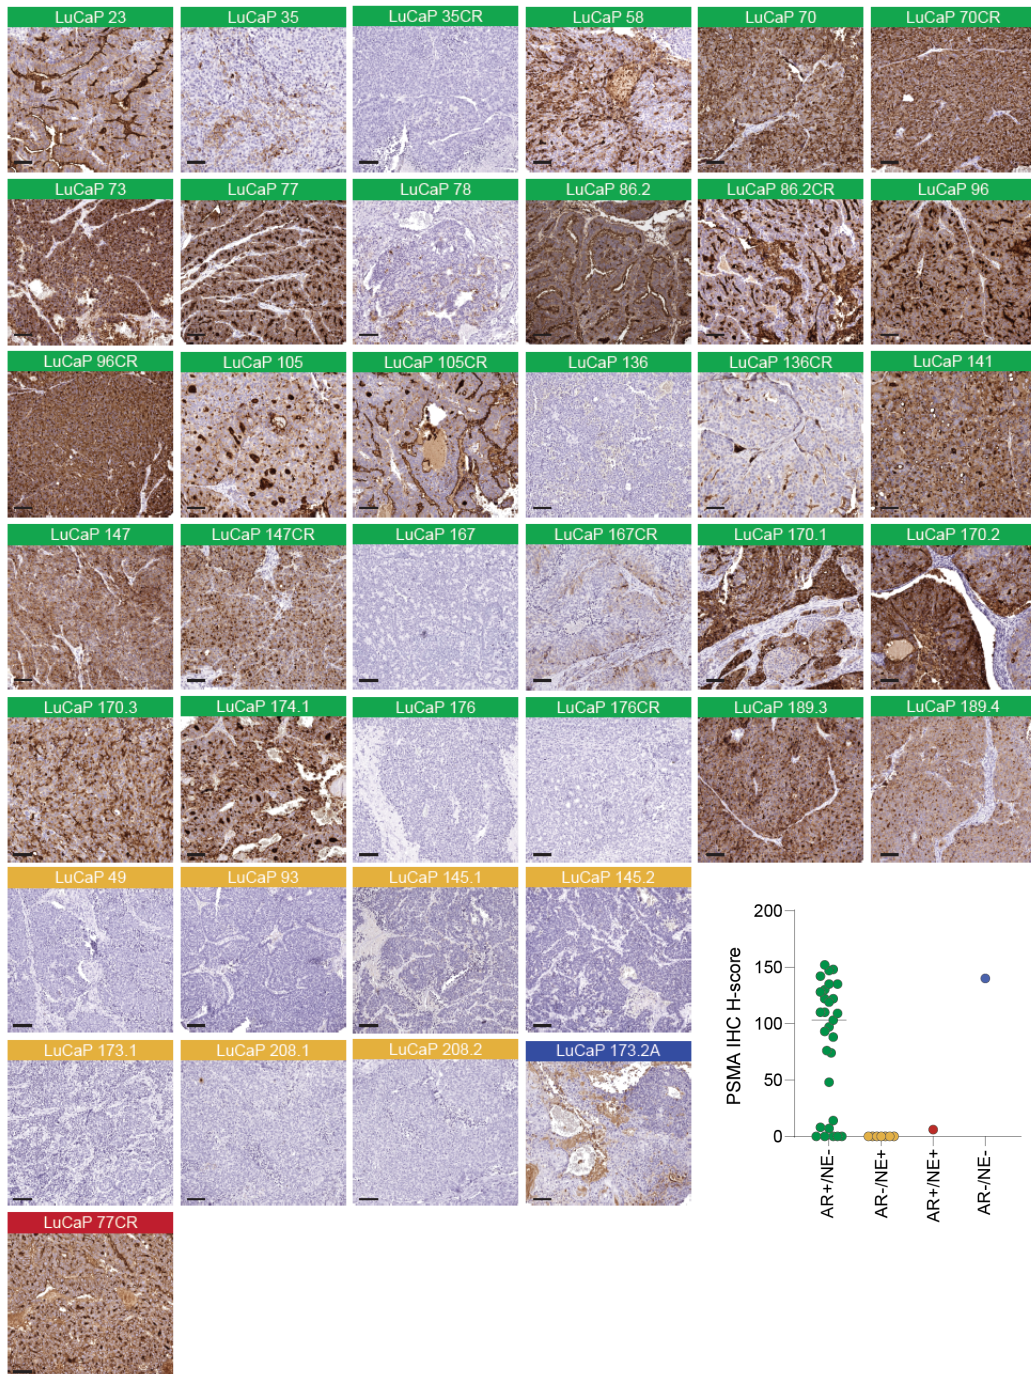 LuCaP 23
LuCaP 35
LuCaP 35CR
LuCaP 58
LuCaP 70
LuCaP 70CR
LuCaP 73
LuCaP 77
LuCaP 78
LuCaP 86.2
LuCaP 86.2CR
LuCaP 96
LuCaP 96CR
LuCaP 105
LuCaP 105CR
LuCaP 136
LuCaP 136CR
LuCaP 141
LuCaP 147
LuCaP 147CR
LuCaP 167
LuCaP 167CR
LuCaP 170.1
LuCaP 170.2
LuCaP 170.3
LuCaP 174.1
LuCaP 176
LuCaP 176CR
LuCaP 189.3
LuCaP 189.4
LuCaP 49
LuCaP 93
LuCaP 145.1
LuCaP 145.2
LuCaP 173.1
LuCaP 208.1
LuCaP 208.2
LuCaP 173.2A
LuCaP 77CR
PSMA IHC H-score
200
150
100
50
0
AR+/NE-
AR-/NE+
AR+/NE+
AR-/NE-